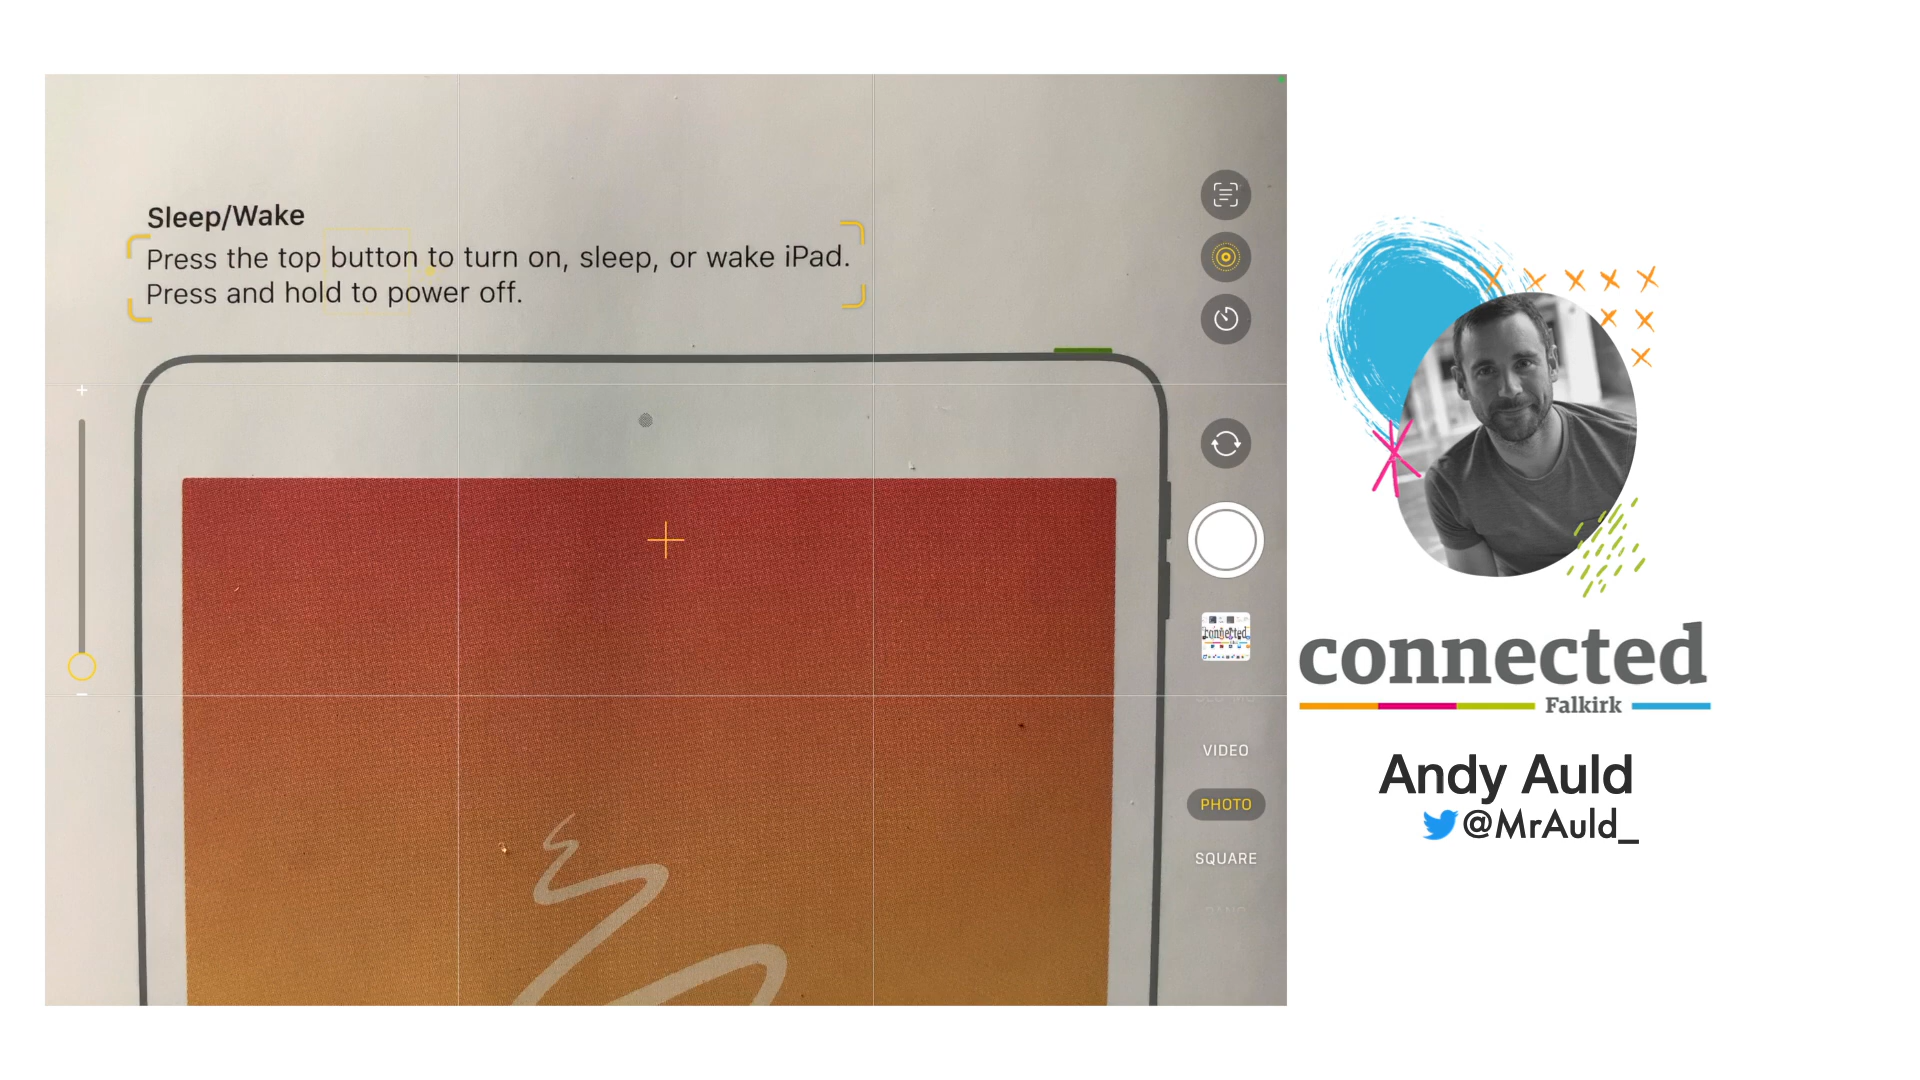 Sleep/Wake
Press the top button to turn on, sleep, or wake iPad.
Press and hold to power off.
VIDEO
PHOTO
SQUARE
connected
connected
Falkirk
Andy Auld
@MrAuld_